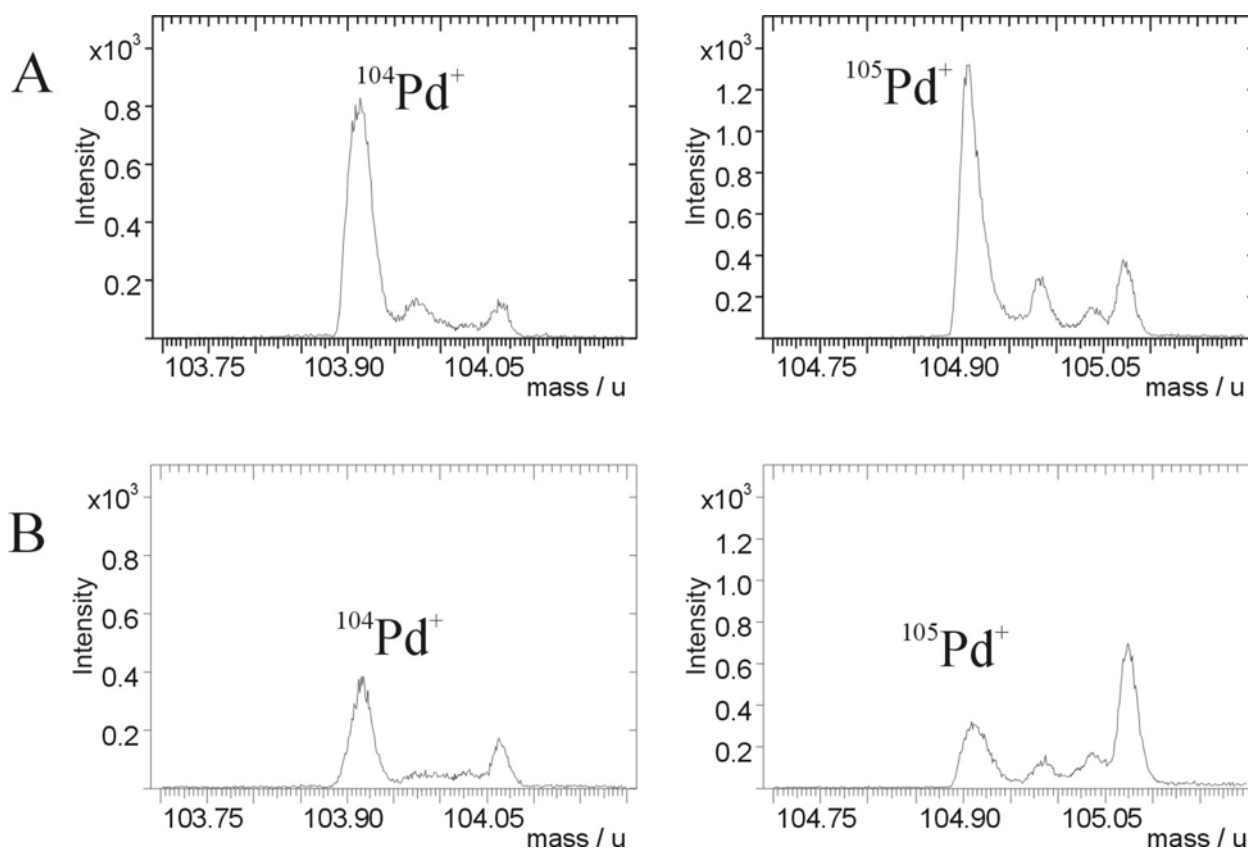 A
x10³
¹⁰⁴Pd⁺
0.8
0.6
0.4
0.2
Intensity
103.75 103.90 104.05
mass / u
x10³
¹⁰⁵Pd⁺
1.2
1.0
0.8
0.6
0.4
0.2
Intensity
104.75 104.90 105.05
mass / u
B
x10³
¹⁰⁴Pd⁺
0.8
0.6
0.4
0.2
Intensity
103.75 103.90 104.05
mass / u
x10³
¹⁰⁵Pd⁺
1.2
1.0
0.8
0.6
0.4
0.2
Intensity
104.75 104.90 105.05
mass / u